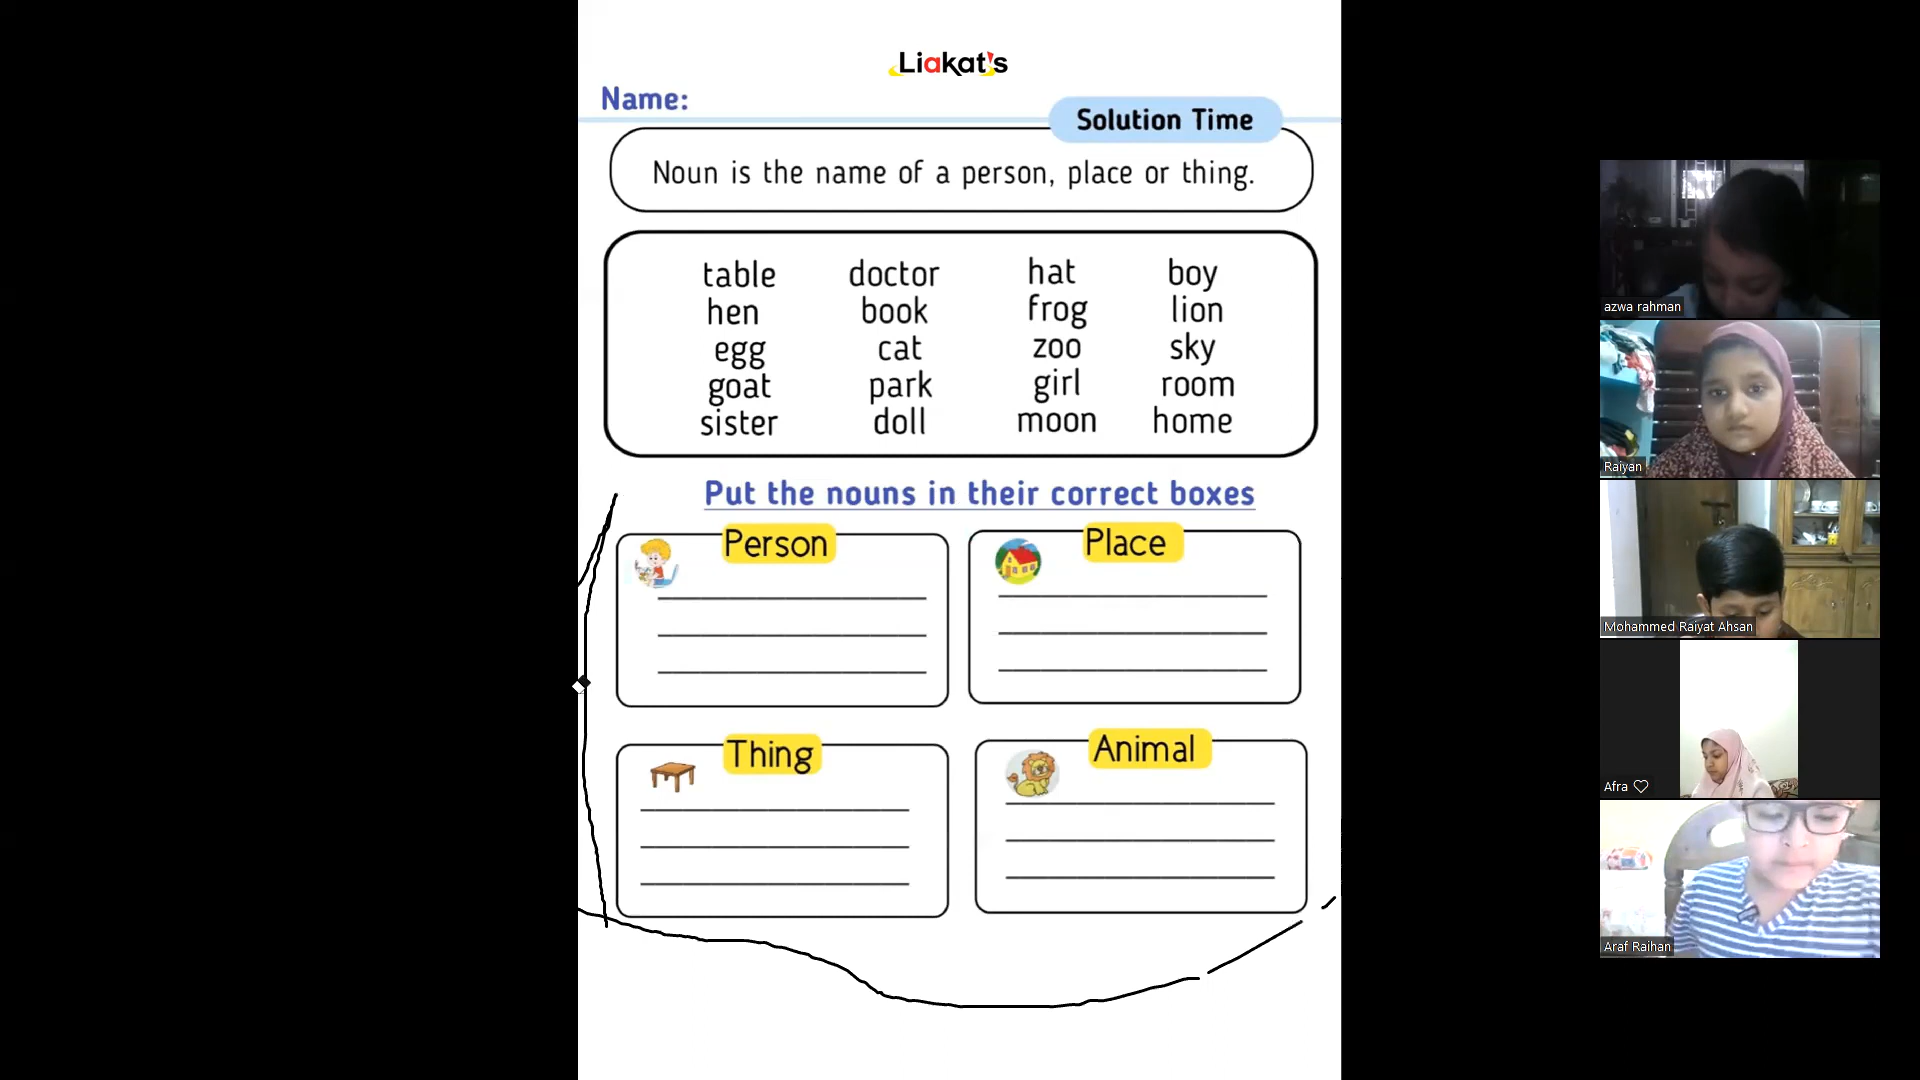 Liakat's
Name:
Solution Time
Noun is the name of a person, place or thing.
table doctor hat boy
hen book frog lion
egg cat zoo sky
goat park girl room
sister doll moon home
Put the nouns in their correct boxes
Person Place
Thing Animal
azwa rahman
Raiyan
Mohammed Raiyat Ahsan
Afra ♡
Araf Raihan